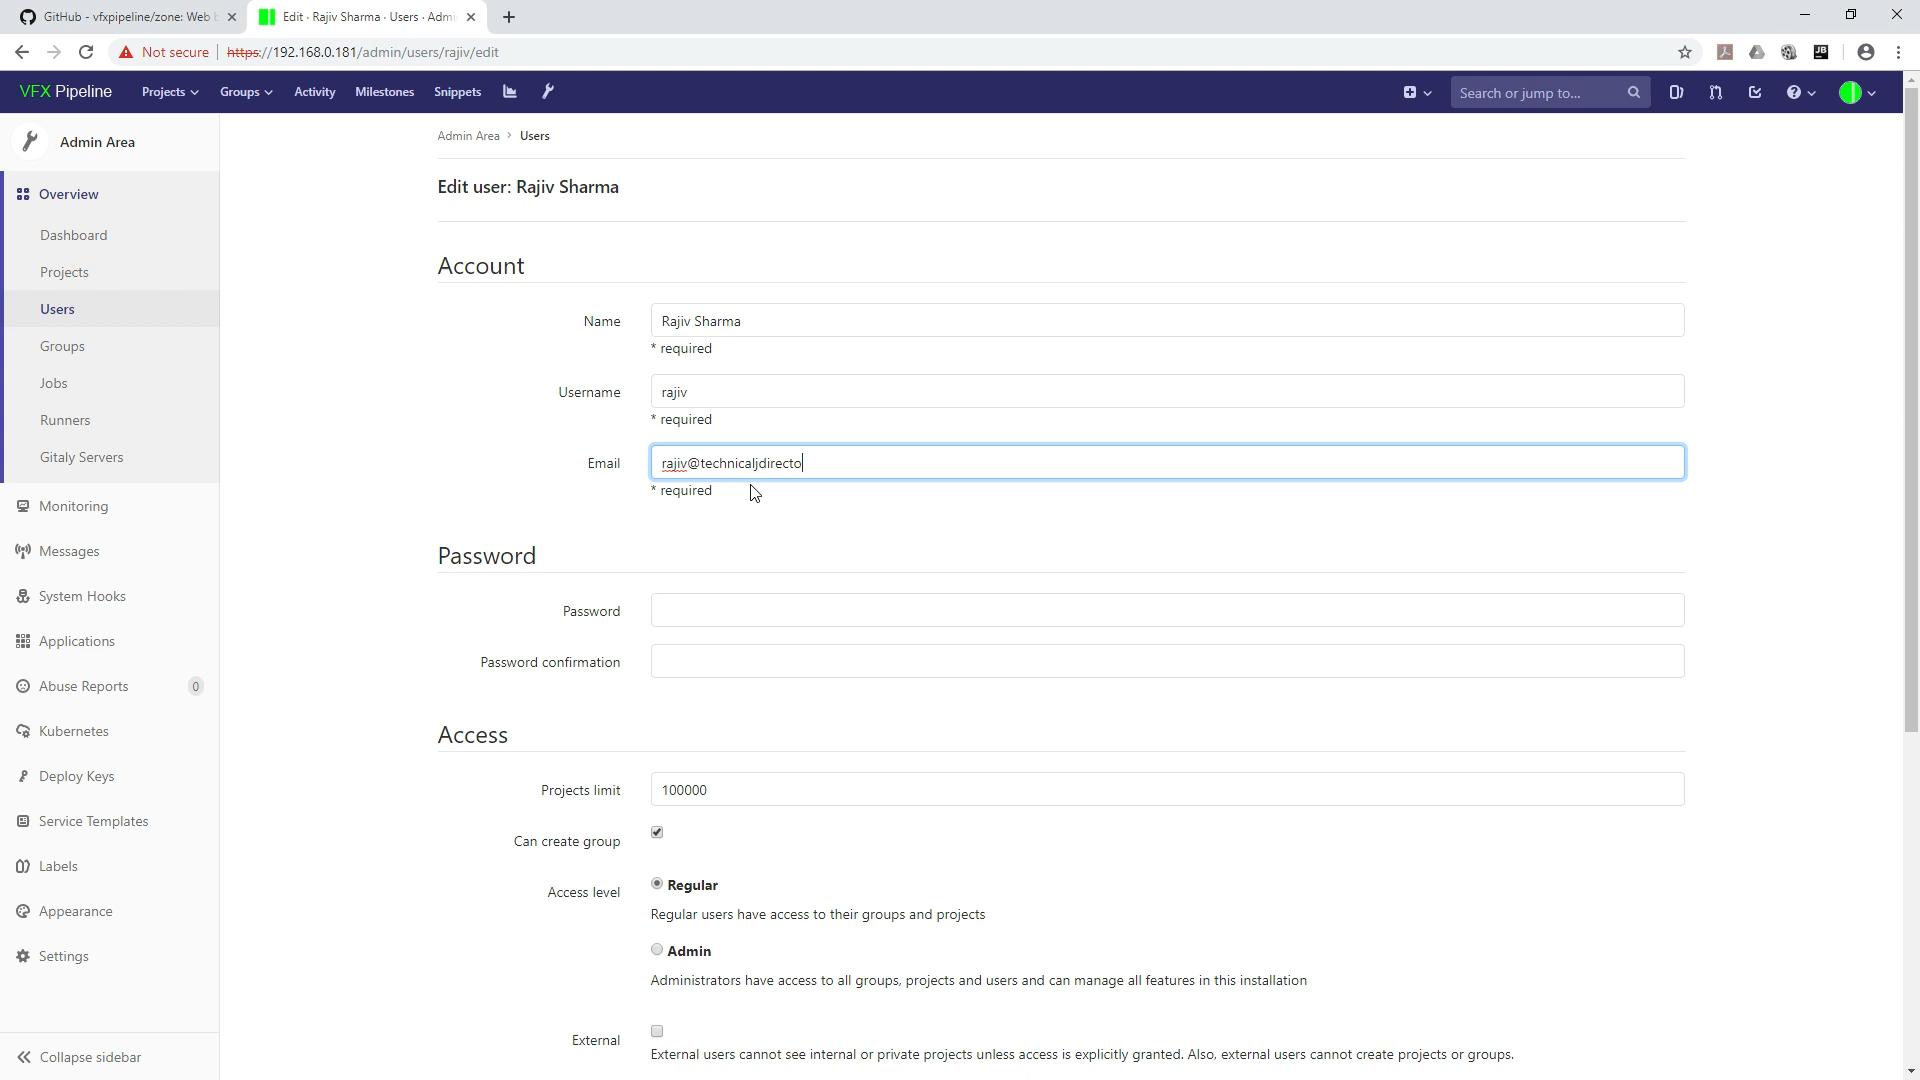 GitHub - vfxpipeline/zone: Web b
Edit · Rajiv Sharma · Users · Admi
Not secure
https://192.168.0.181/admin/users/rajiv/edit
JB
VFX Pipeline
Projects
Groups
Activity
Milestones
Snippets
Search or jump to...
Admin Area
Overview
Dashboard
Projects
Users
Groups
Jobs
Runners
Gitaly Servers
Monitoring
Messages
System Hooks
Applications
Abuse Reports 0
Kubernetes
Deploy Keys
Service Templates
Labels
Appearance
Settings
Collapse sidebar
Admin Area > Users
Edit user: Rajiv Sharma
Account
Name Rajiv Sharma
* required
Username rajiv
* required
Email rajiv@technicaljdirecto
* required
Password
Password
Password confirmation
Access
Projects limit 100000
Can create group
Access level Regular
Regular users have access to their groups and projects
Admin
Administrators have access to all groups, projects and users and can manage all features in this installation
External
External users cannot see internal or private projects unless access is explicitly granted. Also, external users cannot create projects or groups.